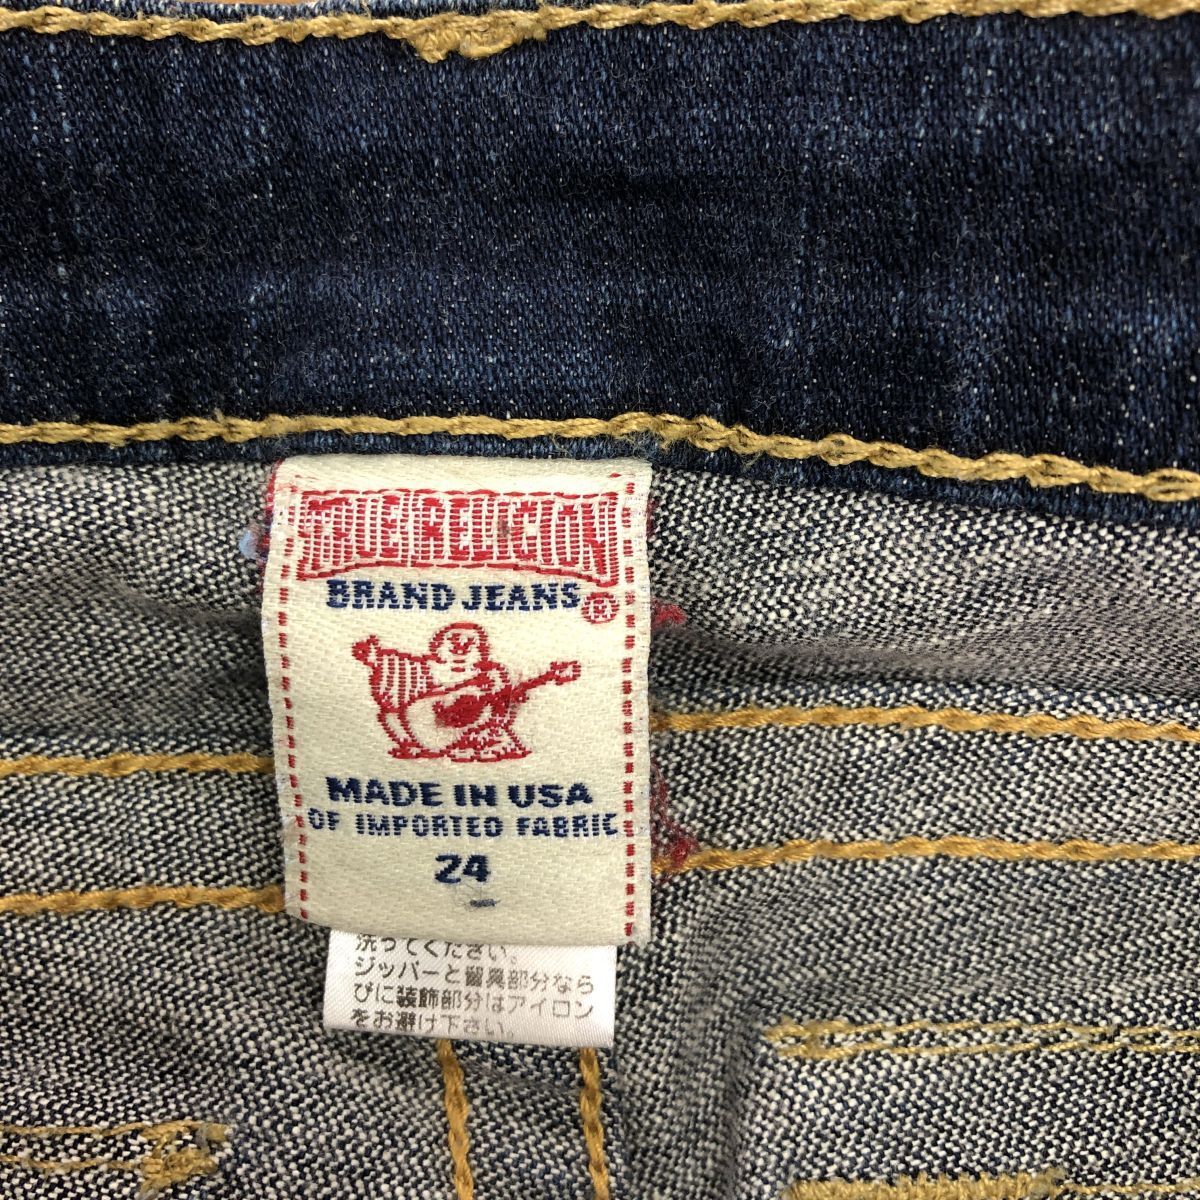 TRUE RELIGION
BRAND JEANS ®
MADE IN USA
OF IMPORTED FABRIC
24
洗ってください。
ジッパーと留具部分なら
びに装飾部分はアイロン
をお避け下さい。